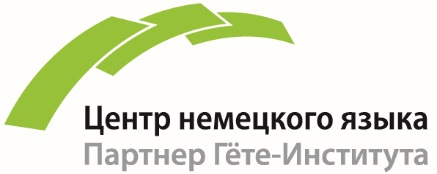 Центр немецкого языка
Партнер Гёте-Института